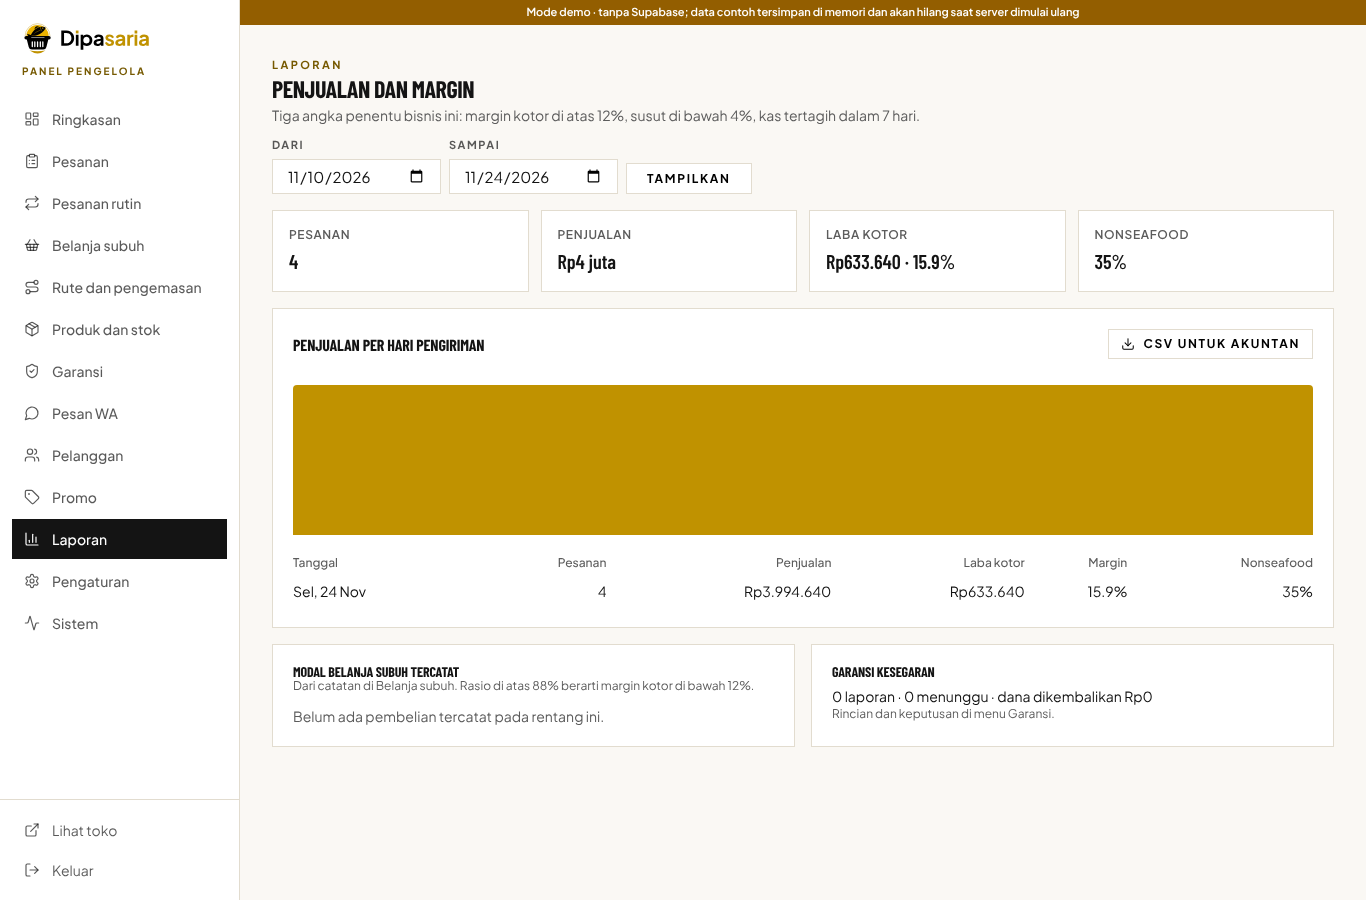 Mode demo · tanpa Supabase; data contoh tersimpan di memori dan akan hilang saat server dimulai ulang
Dipasaria
PANEL PENGELOLA
Ringkasan
Pesanan
Pesanan rutin
Belanja subuh
Rute dan pengemasan
Produk dan stok
Garansi
Pesan WA
Pelanggan
Promo
Laporan
Pengaturan
Sistem
Lihat toko
Keluar
LAPORAN
PENJUALAN DAN MARGIN
Tiga angka penentu bisnis ini: margin kotor di atas 12%, susut di bawah 4%, kas tertagih dalam 7 hari.
DARI SAMPAI
11/10/2026 11/24/2026 TAMPILKAN
PESANAN PENJUALAN LABA KOTOR NONSEAFOOD
4 Rp4 juta Rp633.640 · 15.9% 35%
PENJUALAN PER HARI PENGIRIMAN CSV UNTUK AKUNTAN
Tanggal Pesanan Penjualan Laba kotor Margin Nonseafood
Sel, 24 Nov 4 Rp3.994.640 Rp633.640 15.9% 35%
MODAL BELANJA SUBUH TERCATAT
Dari catatan di Belanja subuh. Rasio di atas 88% berarti margin kotor di bawah 12%.
Belum ada pembelian tercatat pada rentang ini.
GARANSI KESEGARAN
0 laporan · 0 menunggu · dana dikembalikan Rp0
Rincian dan keputusan di menu Garansi.